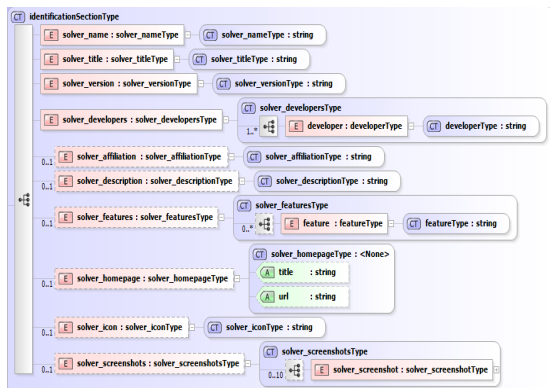 CT identificationSectionType
E solver_name : solver_nameType CT solver_nameType : string
E solver_title : solver_titleType CT solver_titleType : string
E solver_version : solver_versionType CT solver_versionType : string
CT solver_developersType
E solver_developers : solver_developersType 1..* E developer : developerType CT developerType : string
0..1 E solver_affiliation : solver_affiliationType CT solver_affiliationType : string
0..1 E solver_description : solver_descriptionType CT solver_descriptionType : string
CT solver_featuresType
0..1 E solver_features : solver_featuresType 0..* E feature : featureType CT featureType : string
CT solver_homepageType : <None>
0..1 E solver_homepage : solver_homepageType A title : string
A url : string
0..1 E solver_icon : solver_iconType CT solver_iconType : string
CT solver_screenshotsType
0..1 E solver_screenshots : solver_screenshotsType 0..10 E solver_screenshot : solver_screenshotType